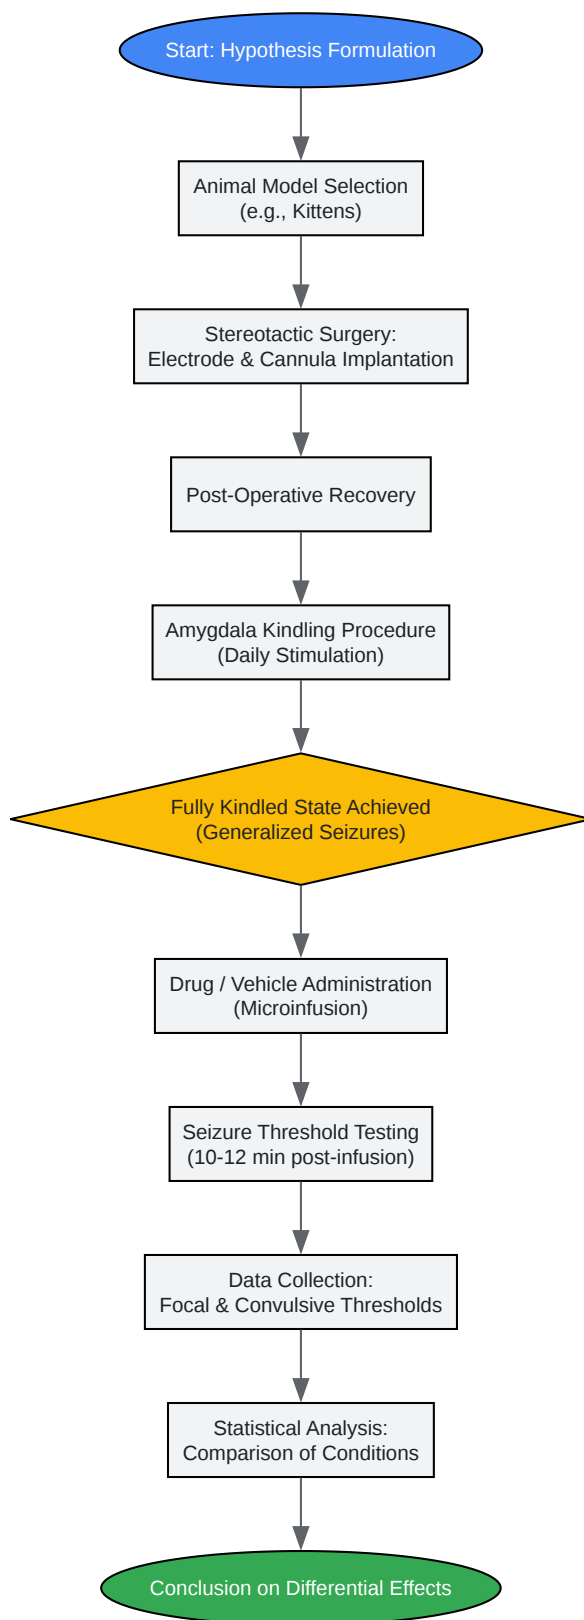 Start: Hypothesis Formulation
Animal Model Selection
(e.g., Kittens)
Stereotactic Surgery:
Electrode & Cannula Implantation
Post-Operative Recovery
Amygdala Kindling Procedure
(Daily Stimulation)
Fully Kindled State Achieved
(Generalized Seizures)
Drug / Vehicle Administration
(Microinfusion)
Seizure Threshold Testing
(10-12 min post-infusion)
Data Collection:
Focal & Convulsive Thresholds
Statistical Analysis:
Comparison of Conditions
Conclusion on Differential Effects